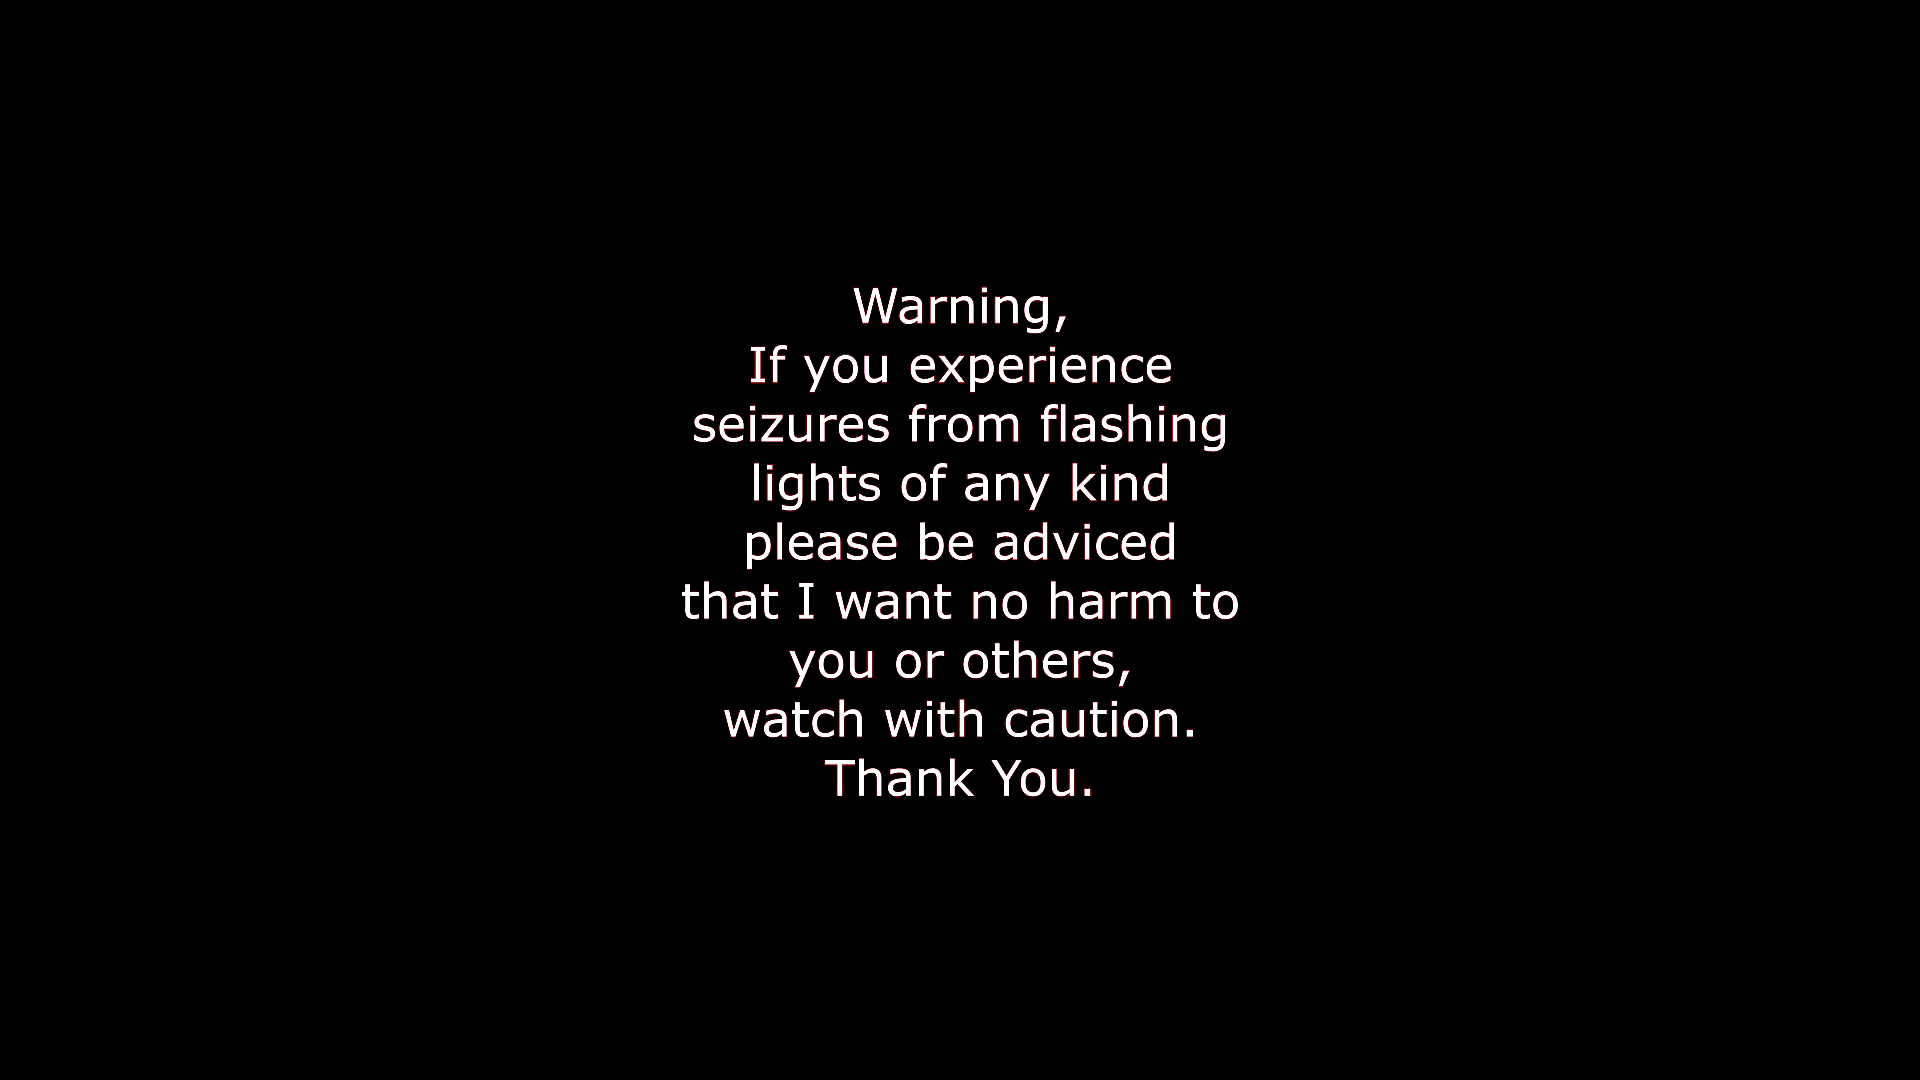 Warning,
If you experience
seizures from flashing
lights of any kind
please be adviced
that I want no harm to
you or others,
watch with caution.
Thank You.